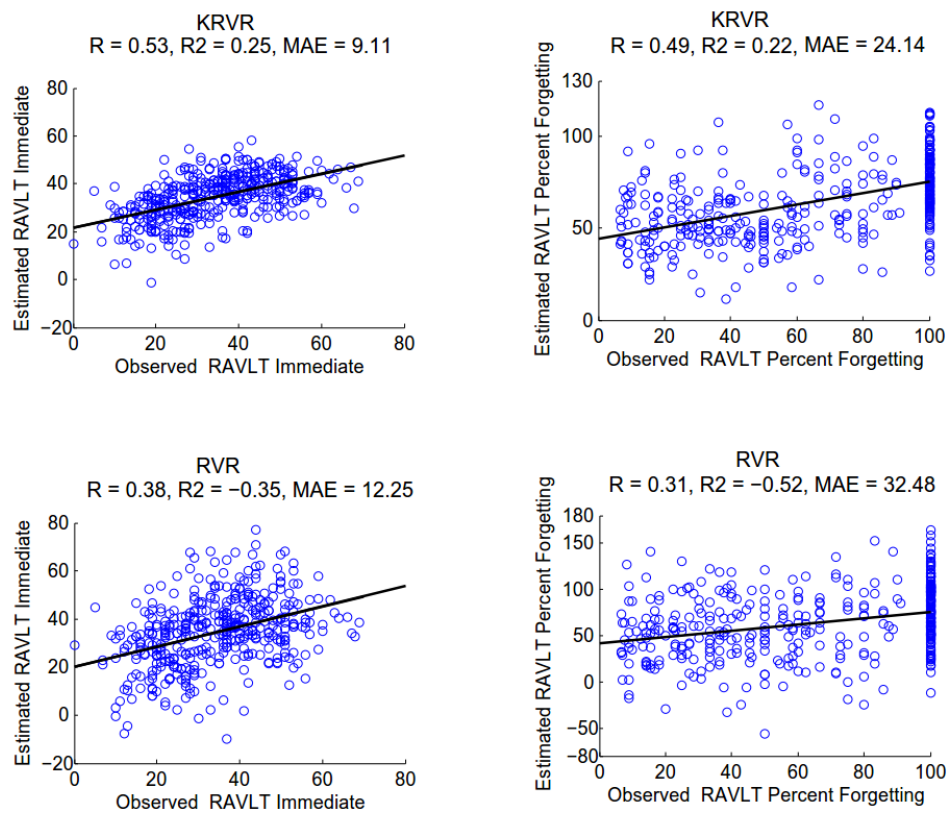 KRVR
R = 0.53, R2 = 0.25, MAE = 9.11
Estimated RAVLT Immediate
80
60
40
20
0
−20
0 20 40 60 80
Observed RAVLT Immediate
KRVR
R = 0.49, R2 = 0.22, MAE = 24.14
Estimated RAVLT Percent Forgetting
130
100
50
0
0 20 40 60 80 100
Observed RAVLT Percent Forgetting
RVR
R = 0.38, R2 = −0.35, MAE = 12.25
Estimated RAVLT Immediate
80
60
40
20
0
−20
0 20 40 60 80
Observed RAVLT Immediate
RVR
R = 0.31, R2 = −0.52, MAE = 32.48
Estimated RAVLT Percent Forgetting
180
150
100
50
0
−50
−80
0 20 40 60 80 100
Observed RAVLT Percent Forgetting